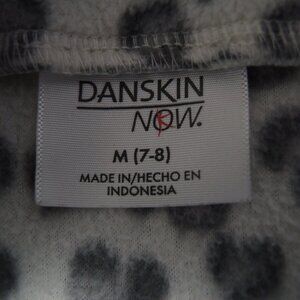 DANSKIN
NOW.
M (7-8)
MADE IN/HECHO EN
INDONESIA